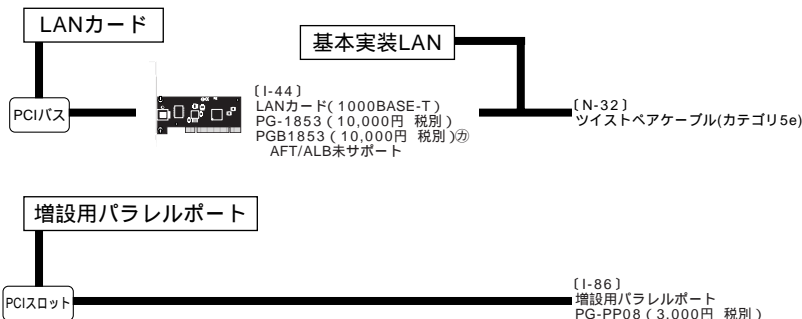 LANカード
基本実装LAN
PCIバス
〔I-44〕
LANカード(1000BASE-T)
PG-1853(10,000円 税別)
PGB1853(10,000円 税別)㋕
AFT/ALB未サポート
〔N-32〕
ツイストペアケーブル(カテゴリ5e)
増設用パラレルポート
PCIスロット
〔I-86〕
増設用パラレルポート
PG-PP08(3,000円 税別)